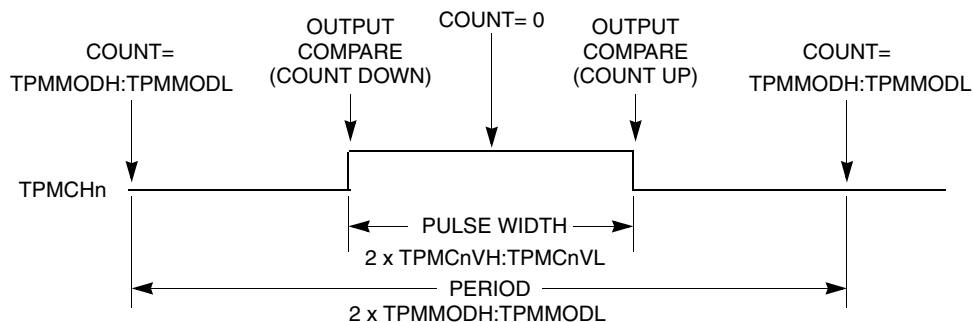 COUNT=
TPMMODH:TPMMODL
OUTPUT
COMPARE
(COUNT DOWN)
COUNT= 0
OUTPUT
COMPARE
(COUNT UP)
COUNT=
TPMMODH:TPMMODL
TPMCHn
PULSE WIDTH
2 x TPMCnVH:TPMCnVL
PERIOD
2 x TPMMODH:TPMMODL